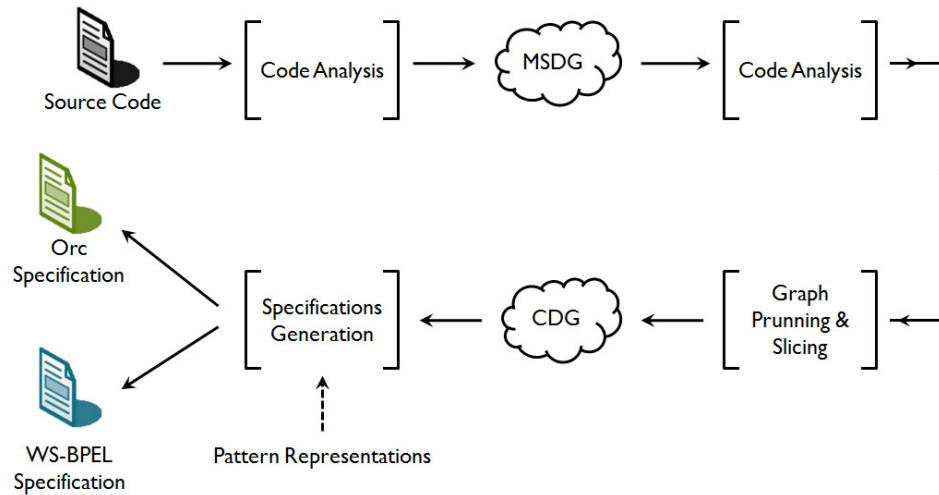 Source Code
Code Analysis
MSDG
Code Analysis
Orc
Specification
Specifications
Generation
CDG
Graph
Prunning &
Slicing
WS-BPEL
Specification
Pattern Representations